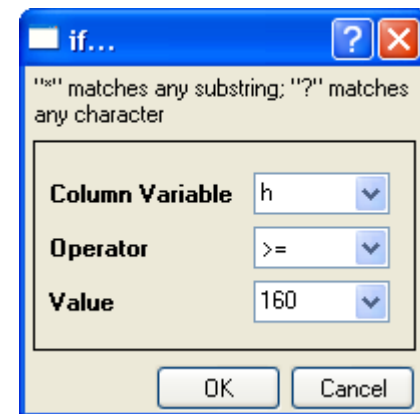 if...
"*" matches any substring; "?" matches
any character
Column Variable h
Operator >=
Value 160
OK Cancel